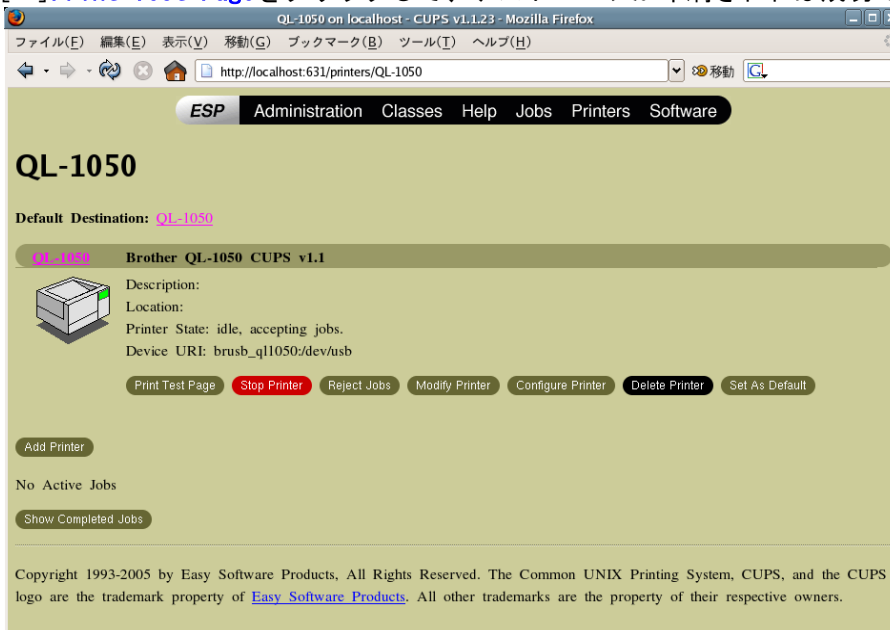 Print Test Page
QL-1050 on localhost - CUPS v1.1.23 - Mozilla Firefox
ファイル(F) 編集(E) 表示(V) 移動(G) ブックマーク(B) ツール(T) ヘルプ(H)
http://localhost:631/printers/QL-1050 移動
ESP Administration Classes Help Jobs Printers Software
QL-1050
Default Destination: QL-1050
QL-1050 Brother QL-1050 CUPS v1.1
Description:
Location:
Printer State: idle, accepting jobs.
Device URI: brusb_ql1050:/dev/usb
Print Test Page Stop Printer Reject Jobs Modify Printer Configure Printer Delete Printer Set As Default
Add Printer
No Active Jobs
Show Completed Jobs
Copyright 1993-2005 by Easy Software Products, All Rights Reserved. The Common UNIX Printing System, CUPS, and the CUPS
logo are the trademark property of Easy Software Products. All other trademarks are the property of their respective owners.